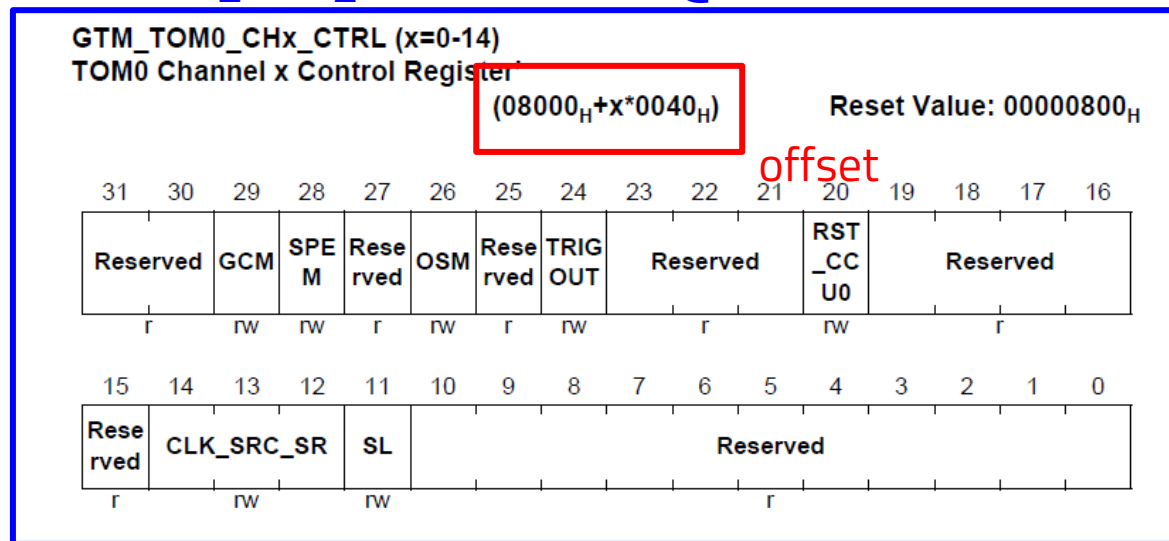 GTM_TOM0_CHx_CTRL (x=0-14)
TOM0 Channel x Control Register
(08000H+x*0040H) Reset Value: 00000800H
offset
31 30 29 28 27 26 25 24 23 22 21 20 19 18 17 16
Reserved GCM SPE M Rese rved OSM Rese rved TRIG OUT Reserved RST _CC U0 Reserved
r rw rw r rw r rw r rw r
15 14 13 12 11 10 9 8 7 6 5 4 3 2 1 0
Rese rved CLK_SRC_SR SL Reserved
r rw rw r